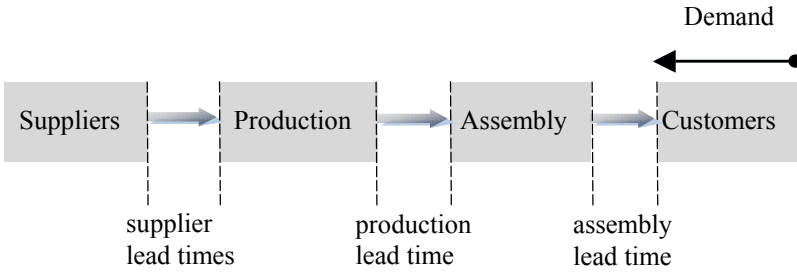 Demand
Suppliers
Production
Assembly
Customers
supplier
lead times
production
lead time
assembly
lead time